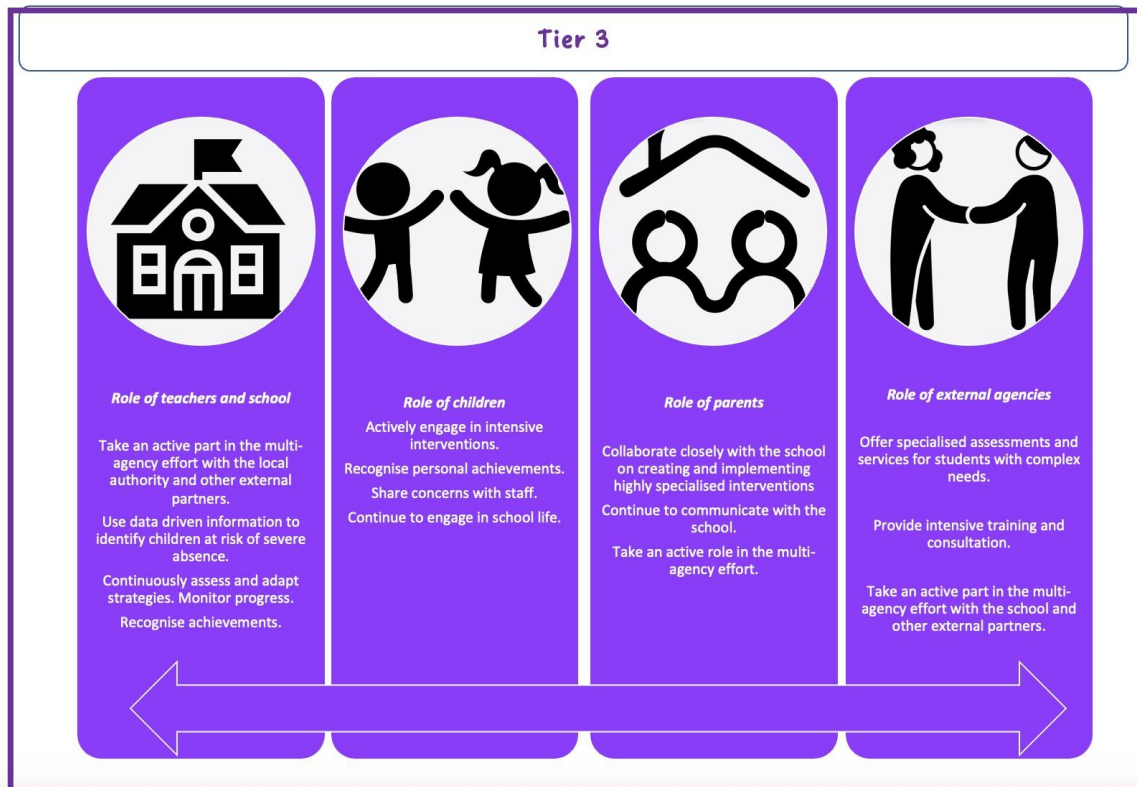 Tier 3
Role of teachers and school
Take an active part in the multi-
agency effort with the local
authority and other external
partners.
Use data driven information to
identify children at risk of severe
absence.
Continuously assess and adapt
strategies. Monitor progress.
Recognise achievements.
Role of children
Actively engage in intensive
interventions.
Recognise personal achievements.
Share concerns with staff.
Continue to engage in school life.
Role of parents
Collaborate closely with the school
on creating and implementing
highly specialised interventions
Continue to communicate with the
school.
Take an active role in the multi-
agency effort.
Role of external agencies
Offer specialised assessments and
services for students with complex
needs.
Provide intensive training and
consultation.
Take an active part in the multi-
agency effort with the school and
other external partners.